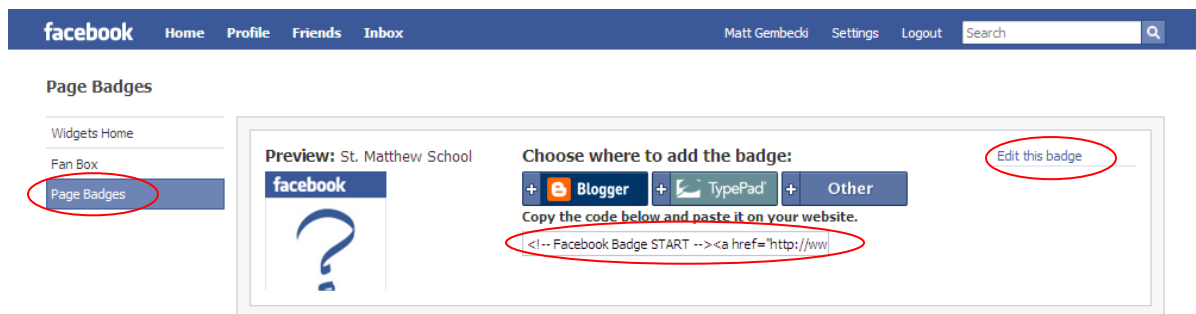 facebook Home Profile Friends Inbox Matt Gembecki Settings Logout Search
Page Badges
Widgets Home
Fan Box
Page Badges
Preview: St. Matthew School
facebook
?
Choose where to add the badge:
+ Blogger + TypePad + Other
Copy the code below and paste it on your website.
<!-- Facebook Badge START --><a href="http://ww
Edit this badge